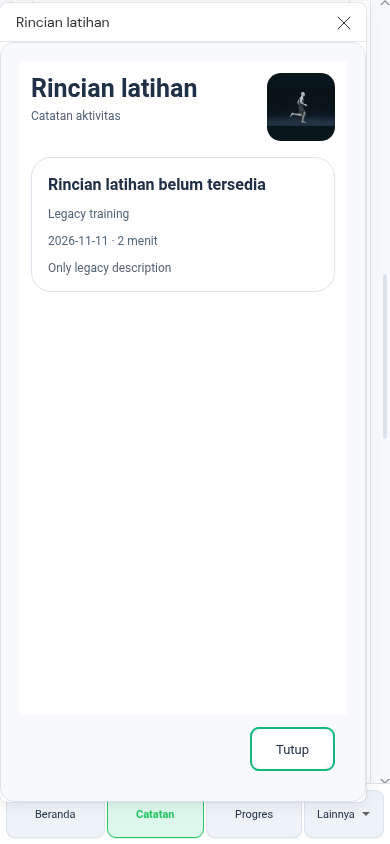 Rincian latihan
Rincian latihan
Catatan aktivitas
Rincian latihan belum tersedia
Legacy training
2026-11-11 · 2 menit
Only legacy description
Tutup
Beranda
Catatan
Progres
Lainnya